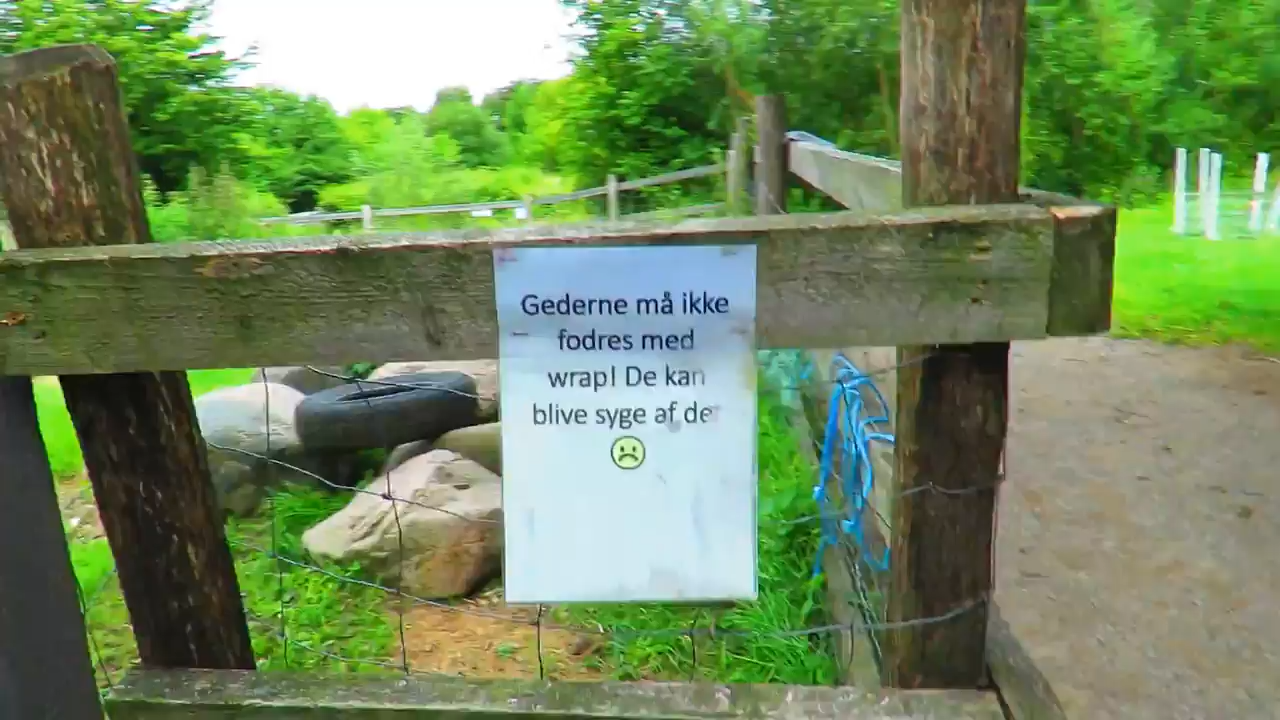 Gederne må ikke
fodres med
wrap! De kan
blive syge af det